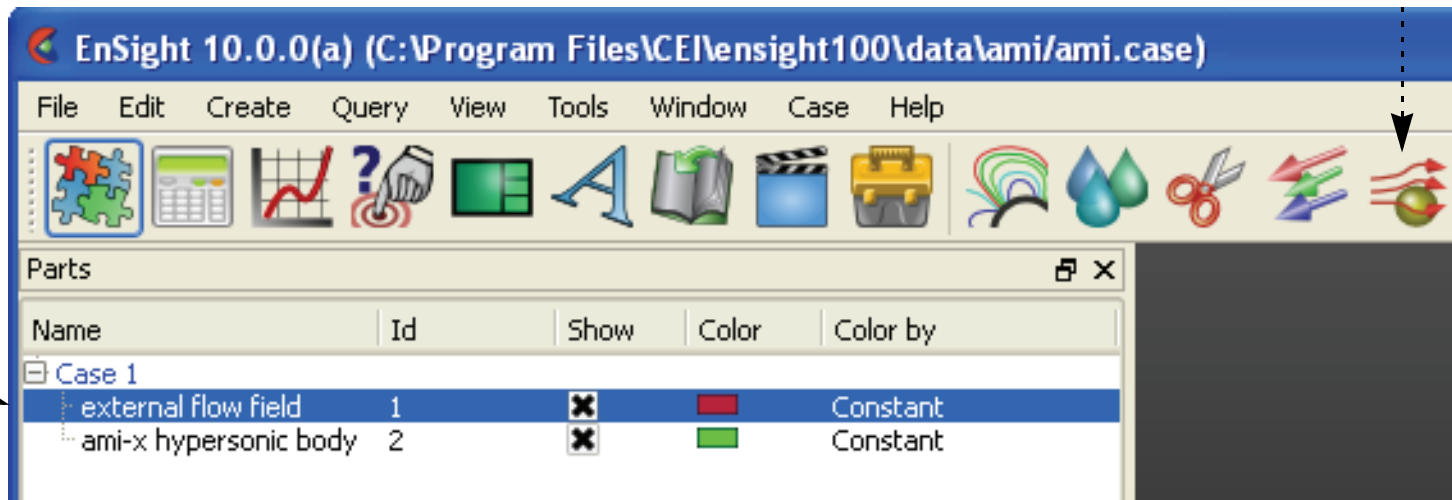 EnSight 10.0.0(a) (C:\Program Files\CEI\ensight100\data\ami/ami.case)
File Edit Create Query View Tools Window Case Help
Parts
Name Id Show Color Color by
Case 1
external flow field 1 Constant
ami-x hypersonic body 2 Constant